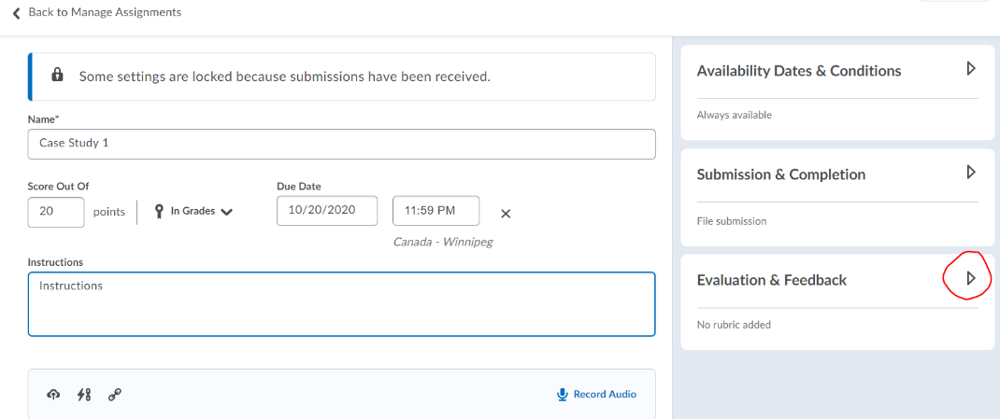 Back to Manage Assignments
Some settings are locked because submissions have been received.
Name*
Case Study 1
Score Out Of
20 points
In Grades
Due Date
10/20/2020 11:59 PM
Canada - Winnipeg
Instructions
Instructions
Record Audio
Availability Dates & Conditions
Always available
Submission & Completion
File submission
Evaluation & Feedback
No rubric added